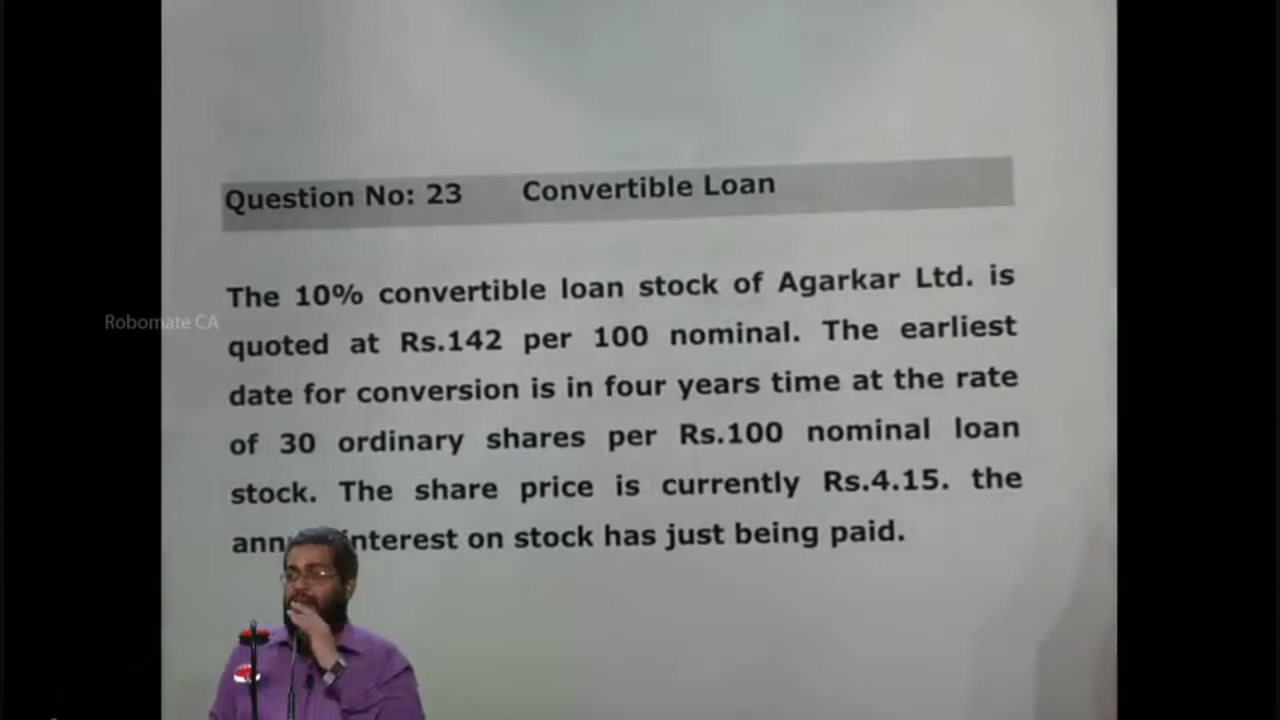 Question No: 23 Convertible Loan
The 10% convertible loan stock of Agarkar Ltd. is
Robomate CA
quoted at Rs.142 per 100 nominal. The earliest
date for conversion is in four years time at the rate
of 30 ordinary shares per Rs.100 nominal loan
stock. The share price is currently Rs.4.15. the
interest on stock has just being paid.